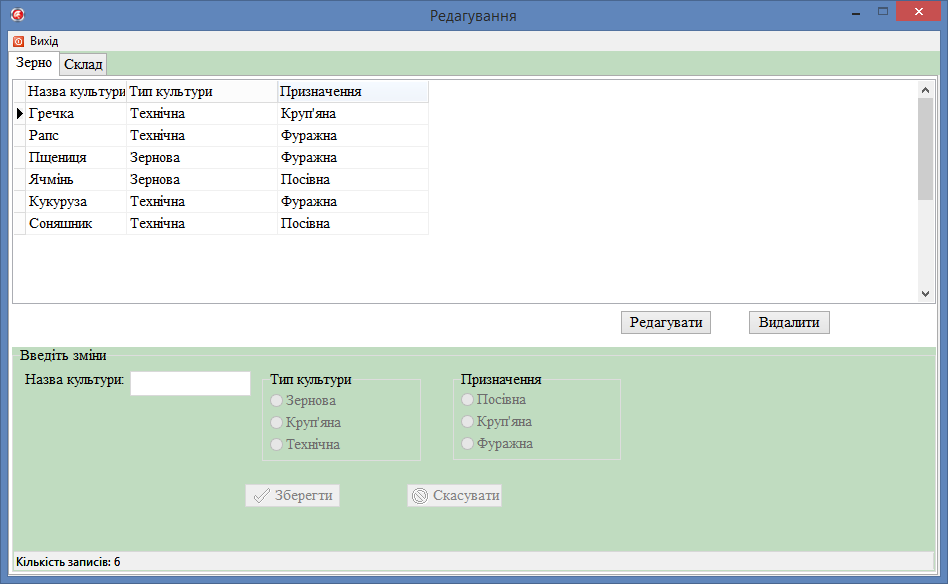 Редагування
Вихід
Зерно Склад
Назва культури Тип культури Призначення
Гречка Технічна Круп'яна
Рапс Технічна Фуражна
Пщениця Зернова Фуражна
Ячмінь Зернова Посівна
Кукуруза Технічна Фуражна
Соняшник Технічна Посівна
Редагувати Видалити
Введіть зміни
Назва культури: Тип культури Призначення
Зернова Посівна
Круп'яна Круп'яна
Технічна Фуражна
Зберегти Скасувати
Кількість записів: 6